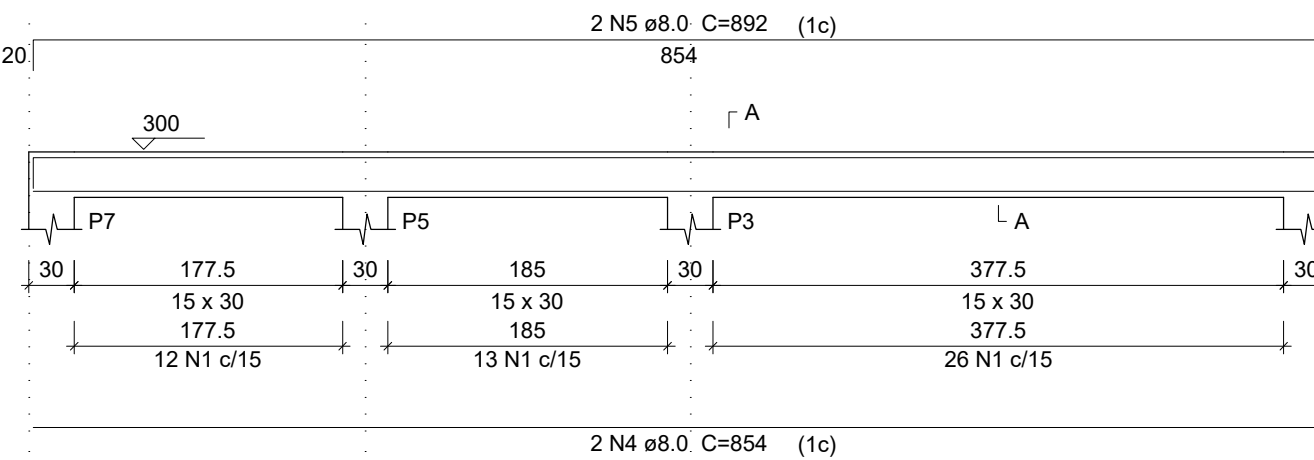 2 N5 ø8.0 C=892 (1c)
20 854
A
300
P7 P5 P3 A
30 177.5 30 185 30 377.5 30
15 x 30 15 x 30 15 x 30
177.5 185 377.5
12 N1 c/15 13 N1 c/15 26 N1 c/15
2 N4 ø8.0 C=854 (1c)